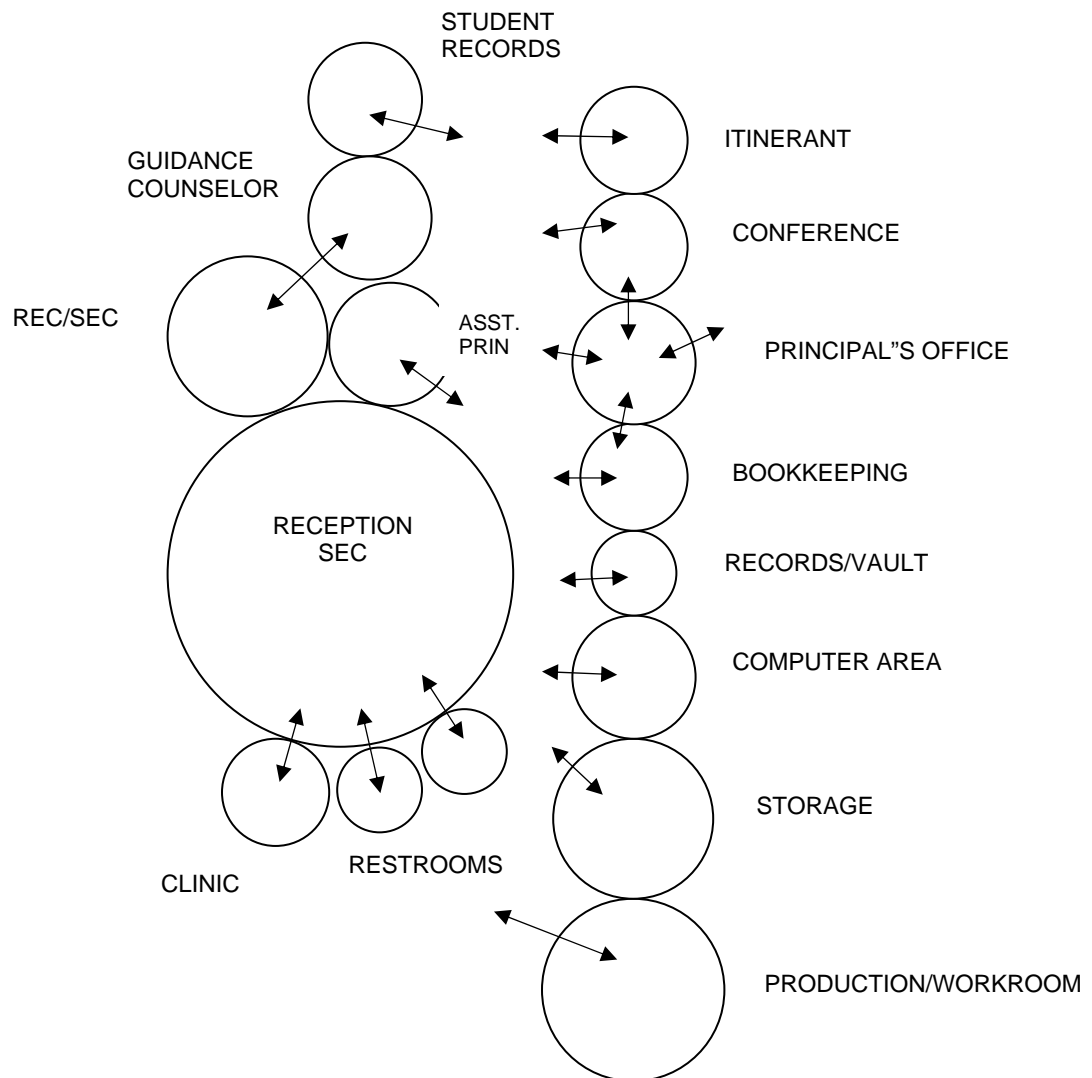 STUDENT
RECORDS
ITINERANT
GUIDANCE
COUNSELOR
CONFERENCE
REC/SEC
ASST.
PRIN
PRINCIPAL”S OFFICE
BOOKKEEPING
RECEPTION
SEC
RECORDS/VAULT
COMPUTER AREA
STORAGE
RESTROOMS
CLINIC
PRODUCTION/WORKROOM